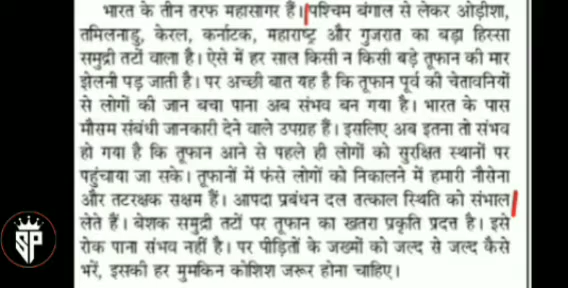 भारत के तीन तरफ महासागर हैं। पश्चिम बंगाल से लेकर ओड़ीशा,
तमिलनाडु, केरल, कर्नाटक, महाराष्ट्र और गुजरात का बड़ा हिस्सा
समुद्री तटों वाला है। ऐसे में हर साल किसी न किसी बड़े तूफान की मार
झेलनी पड़ जाती है। पर अच्छी बात यह है कि तूफान पूर्व की चेतावनियों
से लोगों की जान बचा पाना अब संभव बन गया है। भारत के पास
मौसम संबंधी जानकारी देने वाले उपग्रह हैं। इसलिए अब इतना तो संभव
हो गया है कि तूफान आने से पहले ही लोगों को सुरक्षित स्थानों पर
पहुंचाया जा सके। तूफानों में फंसे लोगों को निकालने में हमारी नौसेना
और तटरक्षक सक्षम हैं। आपदा प्रबंधन दल तत्काल स्थिति को संभाल
लेते हैं। बेशक समुद्री तटों पर तूफान का खतरा प्रकृति प्रदत्त है। इसे
रोक पाना संभव नहीं है। पर पीड़ितों के जख्मों को जल्द से जल्द कैसे
भरें, इसकी हर मुमकिन कोशिश जरूर होना चाहिए।
SP